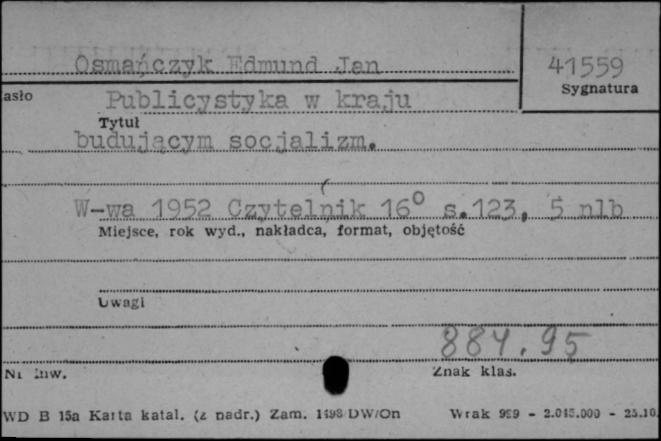 Osmańczyk Edmund Jan
41559
Sygnatura
asło
Publicystyka w kraju
Tytuł
budującym socjalizm.
W-wa 1952 Czytelnik 16° s.123, 5 nlb
Miejsce, rok wyd., nakładca, format, objętość
Uwagi
884.95
Nr inw.
Znak klas.
WD B 15a Karta katal. (z nadr.) Zam. 1498 DW/On Wrak 999 - 2.015.000 - 25.10.